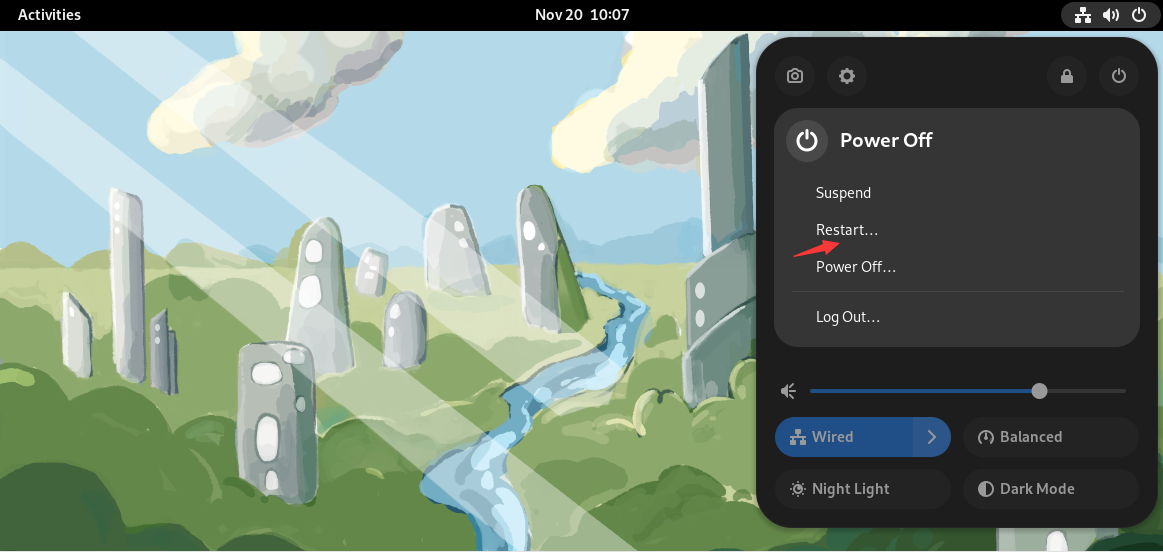 Activities
Nov 20 10:07
Power Off
Suspend
Restart...
Power Off...
Log Out...
Wired
Balanced
Night Light
Dark Mode